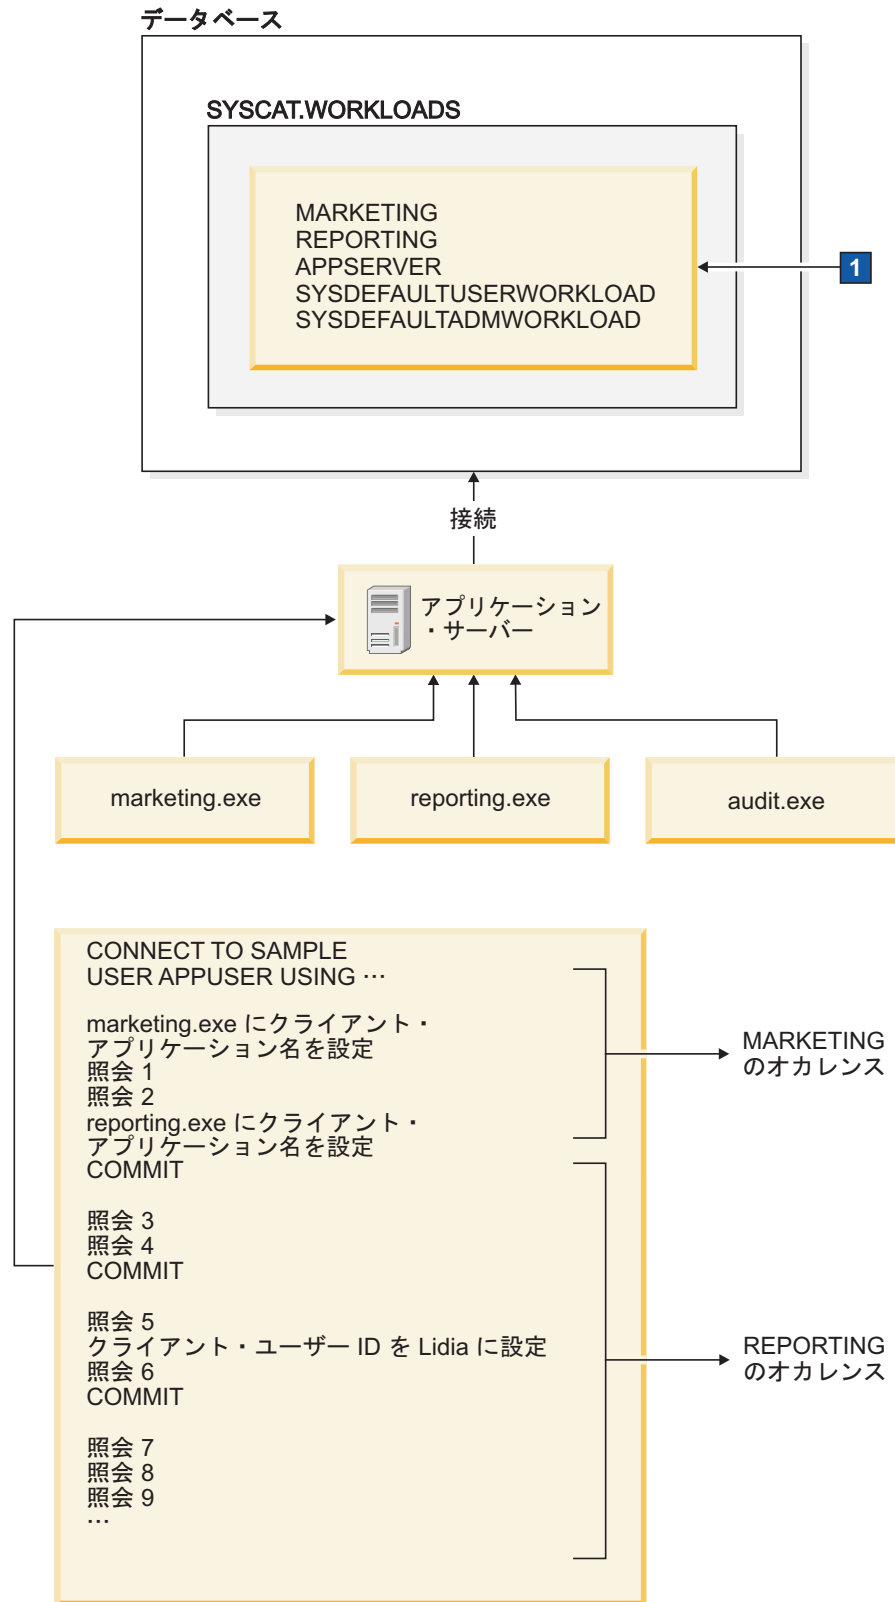 データベース
SYSCAT.WORKLOADS
MARKETING
REPORTING
APPSERVER
SYSDEFAULTUSERWORKLOAD
SYSDEFAULTADMWORKLOAD
1
接続
アプリケーション
・サーバー
marketing.exe
reporting.exe
audit.exe
CONNECT TO SAMPLE
USER APPUSER USING …
marketing.exe にクライアント・
アプリケーション名を設定
照会 1
照会 2
reporting.exe にクライアント・
アプリケーション名を設定
COMMIT
照会 3
照会 4
COMMIT
照会 5
クライアント・ユーザー ID を Lidia に設定
照会 6
COMMIT
照会 7
照会 8
照会 9
…
MARKETING
のオカレンス
REPORTING
のオカレンス